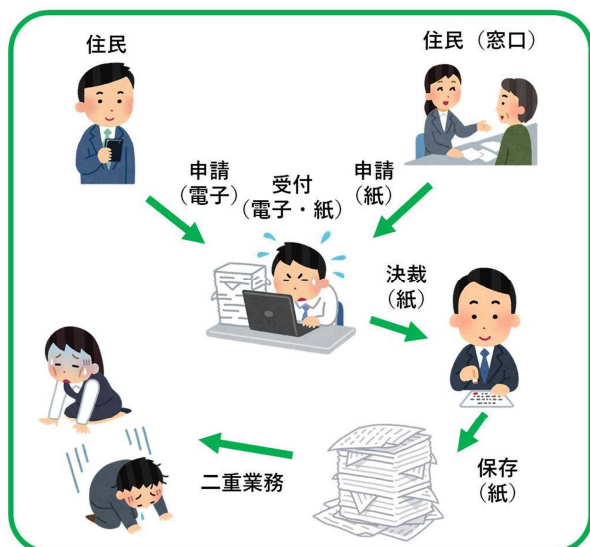 住民
住民（窓口）
申請
（電子）
受付
（電子・紙）
申請
（紙）
決裁
（紙）
保存
（紙）
二重業務